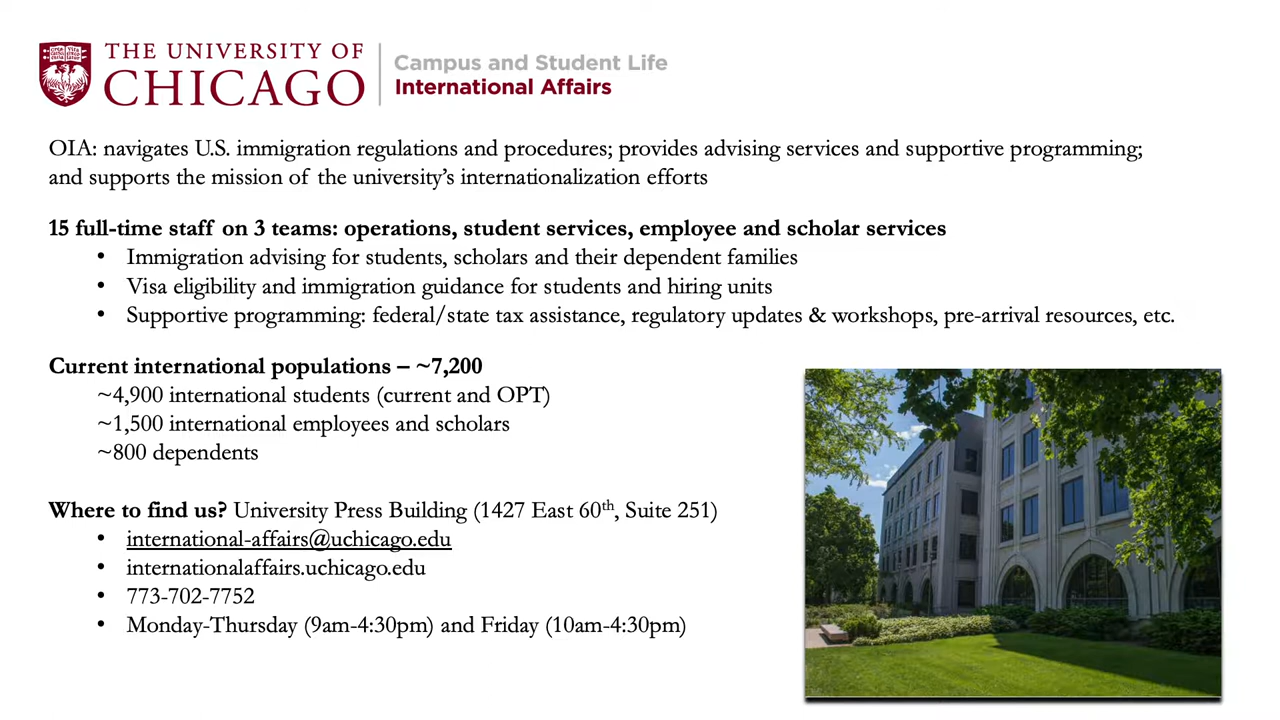 THE UNIVERSITY OF
CHICAGO
Campus and Student Life
International Affairs
OIA: navigates U.S. immigration regulations and procedures; provides advising services and supportive programming;
and supports the mission of the university's internationalization efforts
15 full-time staff on 3 teams: operations, student services, employee and scholar services
• Immigration advising for students, scholars and their dependent families
• Visa eligibility and immigration guidance for students and hiring units
• Supportive programming: federal/state tax assistance, regulatory updates & workshops, pre-arrival resources, etc.
Current international populations – ~7,200
~4,900 international students (current and OPT)
~1,500 international employees and scholars
~800 dependents
Where to find us? University Press Building (1427 East 60th, Suite 251)
• international-affairs@uchicago.edu
• internationalaffairs.uchicago.edu
• 773-702-7752
• Monday-Thursday (9am-4:30pm) and Friday (10am-4:30pm)